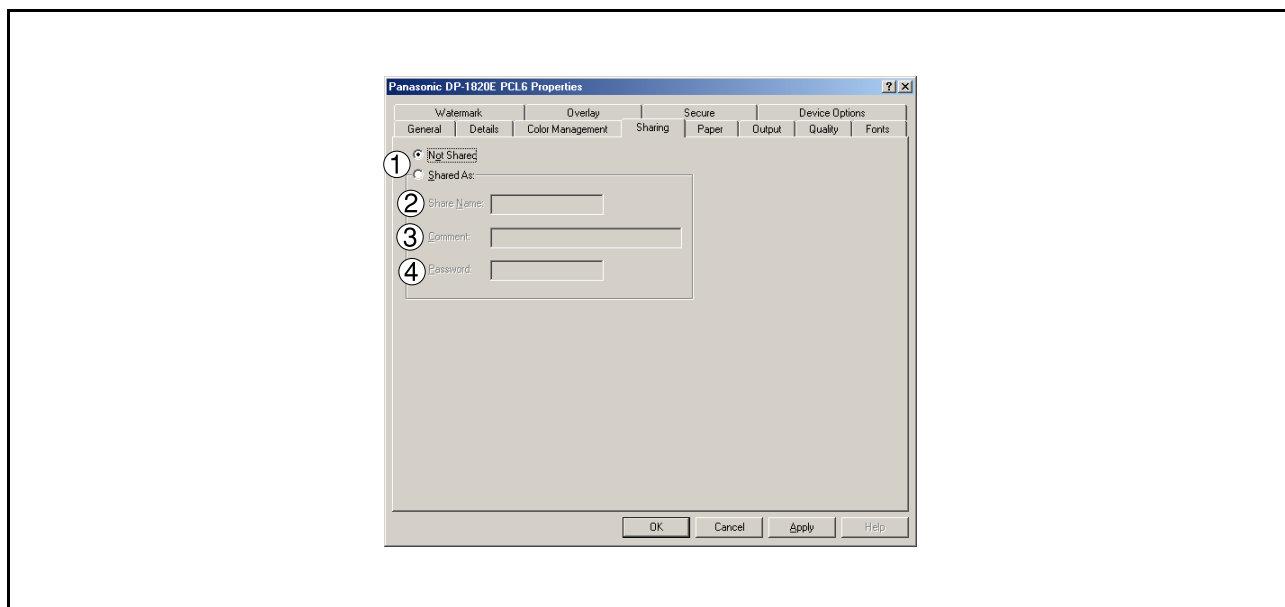 Panasonic DP-1820E PCL6 Properties
Watermark Overlay Secure Device Options
General Details Color Management Sharing Paper Output Quality Fonts
① Not Shared
Shared As:
② Share Name:
③ Comment:
④ Password:
OK Cancel Apply Help